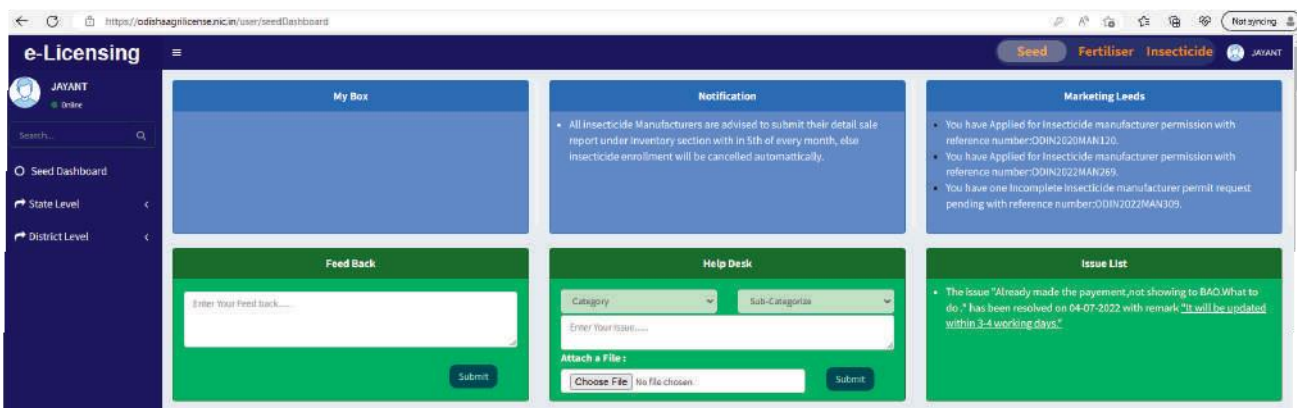 https://odishaagrilicense.nic.in/user/seedDashboard
Not syncing
e-Licensing
Seed Fertiliser Insecticide JAYANT
JAYANT
Online
Search...
Seed Dashboard
State Level
District Level
My Box
Notification
All insecticide Manufacturers are advised to submit their detail sale
report under inventory section with in 5th of every month, else
insecticide enrollment will be cancelled automattically.
Marketing Leeds
You have Applied for Insecticide manufacturer permission with
reference number:ODIN2020MAN120.
You have Applied for Insecticide manufacturer permission with
reference number:ODIN2022MAN269.
You have one Incomplete Insecticide manufacturer permit request
pending with reference number:ODIN2022MAN309.
Feed Back
Enter Your Feed back......
Submit
Help Desk
Category
Sub-Categorize
Enter Your Issue......
Attach a File :
Choose File No file chosen
Submit
Issue List
The issue "Already made the payement,not showing to BAO.What to
do ." has been resolved on 04-07-2022 with remark "It will be updated
within 3-4 working days."